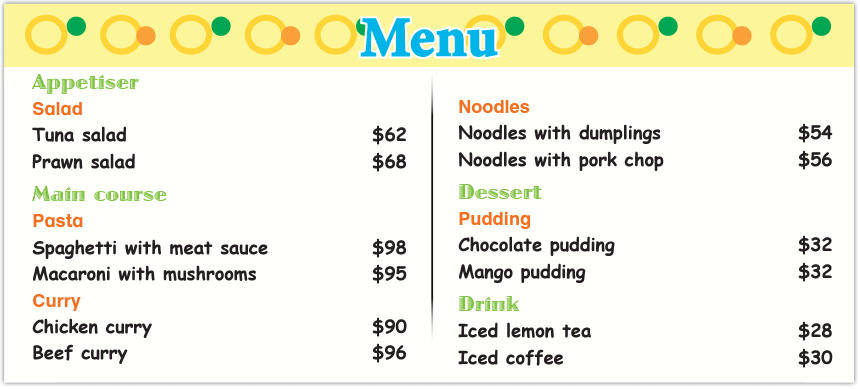 Menu
Appetiser
Salad
Tuna salad $62
Prawn salad $68
Main course
Pasta
Spaghetti with meat sauce $98
Macaroni with mushrooms $95
Curry
Chicken curry $90
Beef curry $96
Noodles
Noodles with dumplings $54
Noodles with pork chop $56
Dessert
Pudding
Chocolate pudding $32
Mango pudding $32
Drink
Iced lemon tea $28
Iced coffee $30